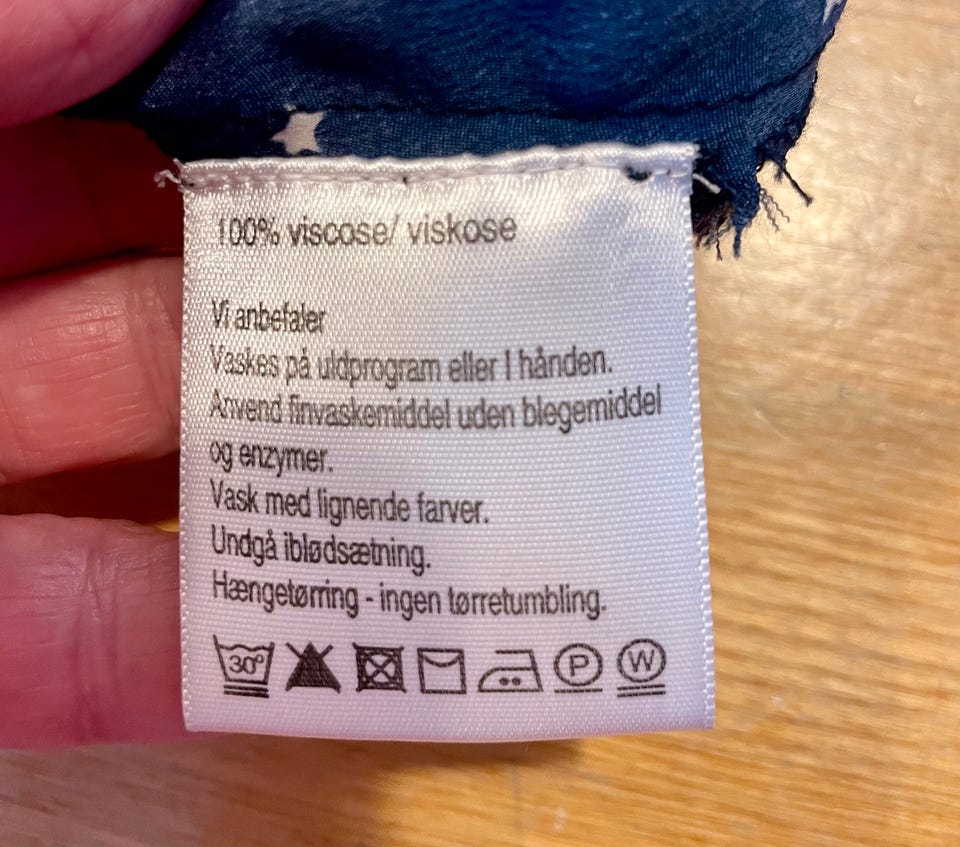 100% viscose/ viskose
Vi anbefaler
Vaskes på uldprogram eller I hånden.
Anvend finvaskemiddel uden blegemiddel
og enzymer.
Vask med lignende farver.
Undgå iblødsætning.
Hængetørring - ingen tørretumbling.
30° P W